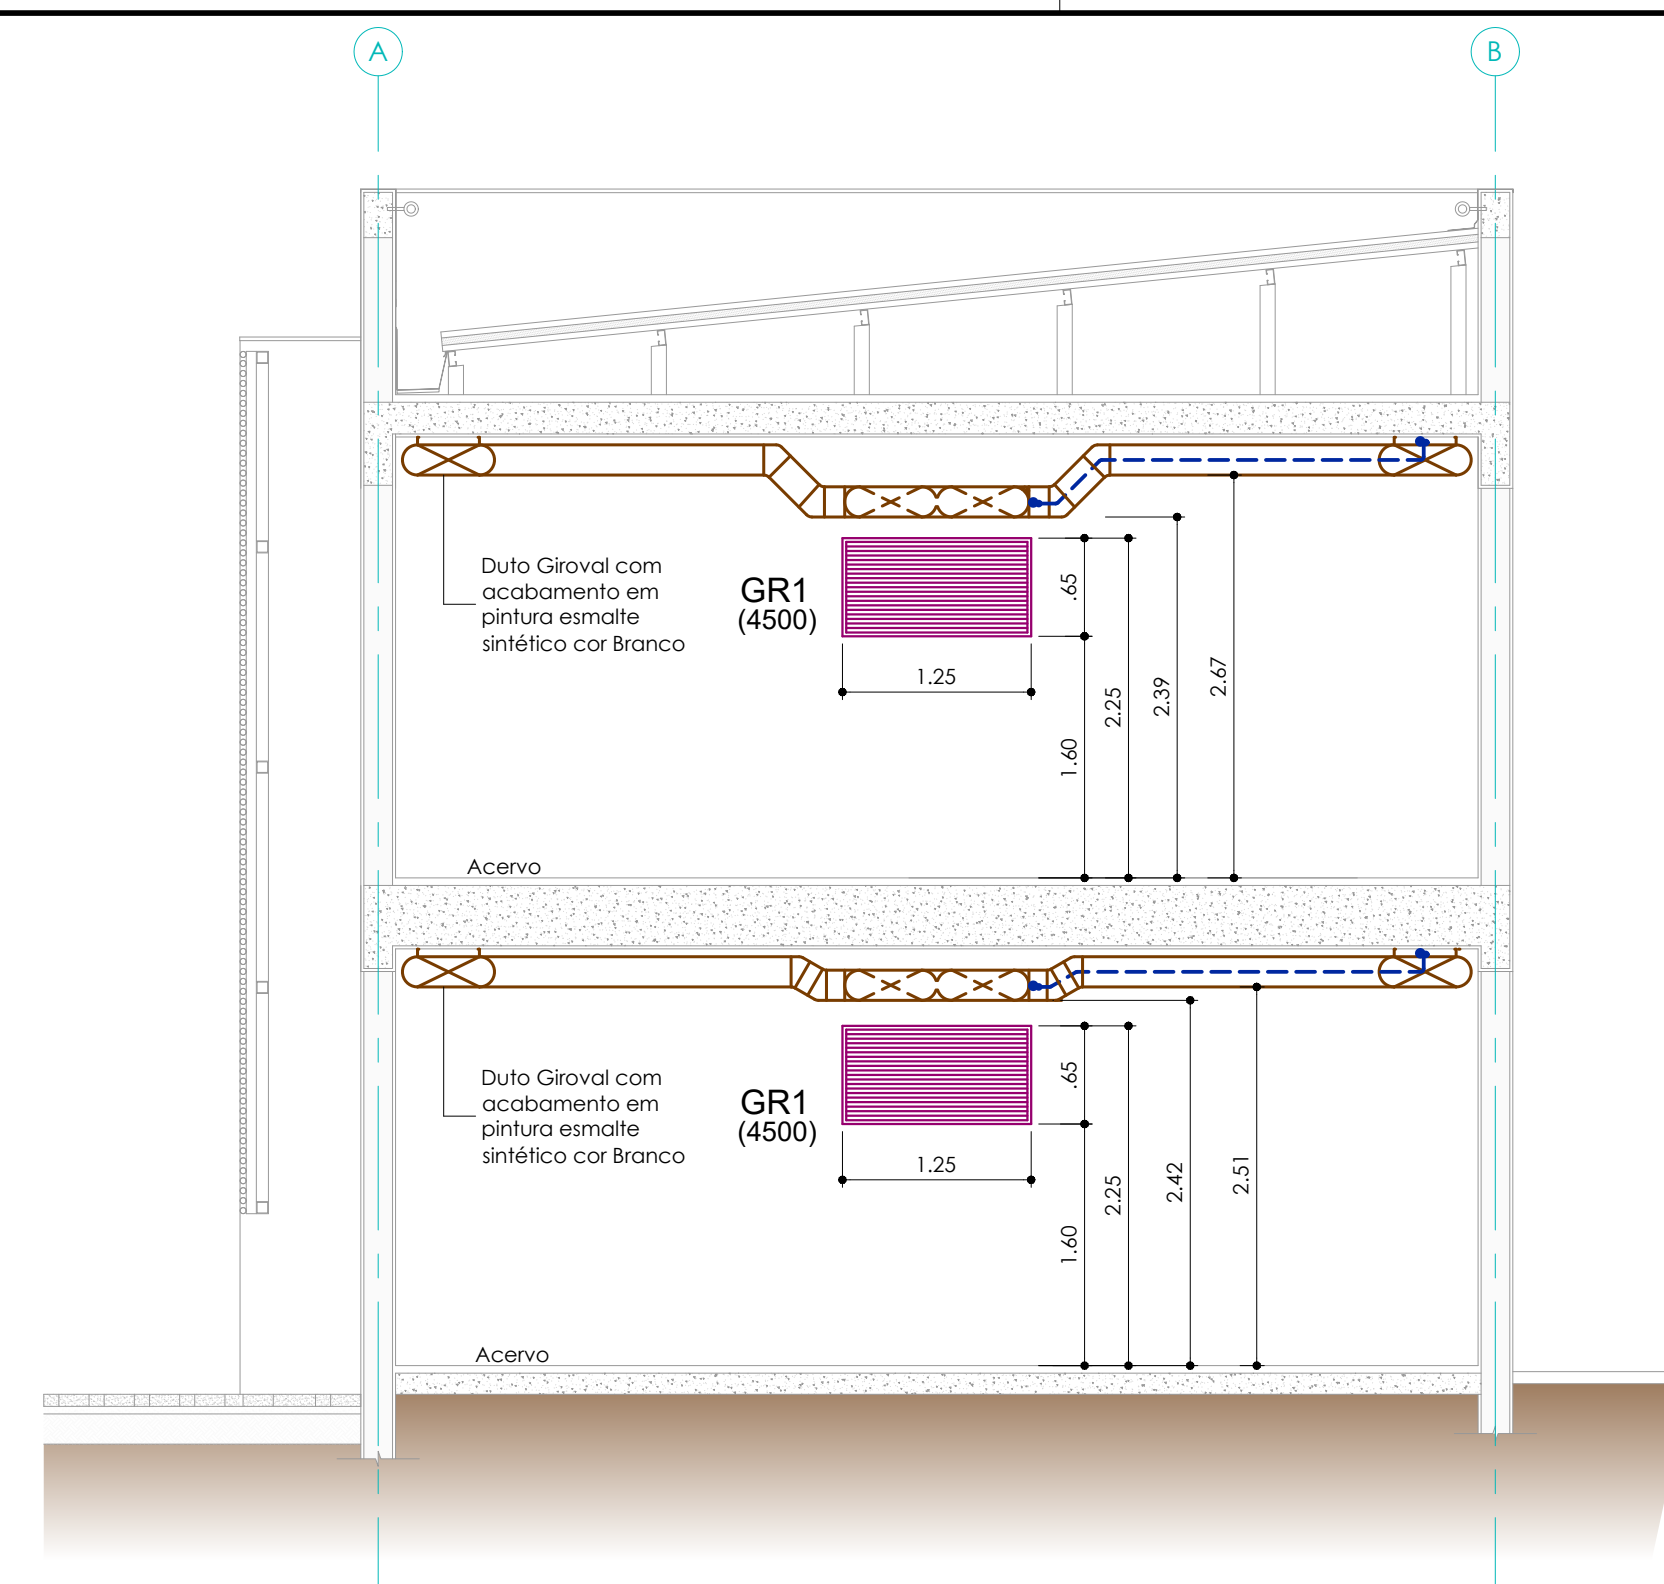 A
B
Duto Giroval com
acabamento em
pintura esmalte
sintético cor Branco
GR1
(4500)
1.25
.65
1.60
2.25
2.39
2.67
Acervo
Duto Giroval com
acabamento em
pintura esmalte
sintético cor Branco
GR1
(4500)
1.25
.65
1.60
2.25
2.42
2.51
Acervo